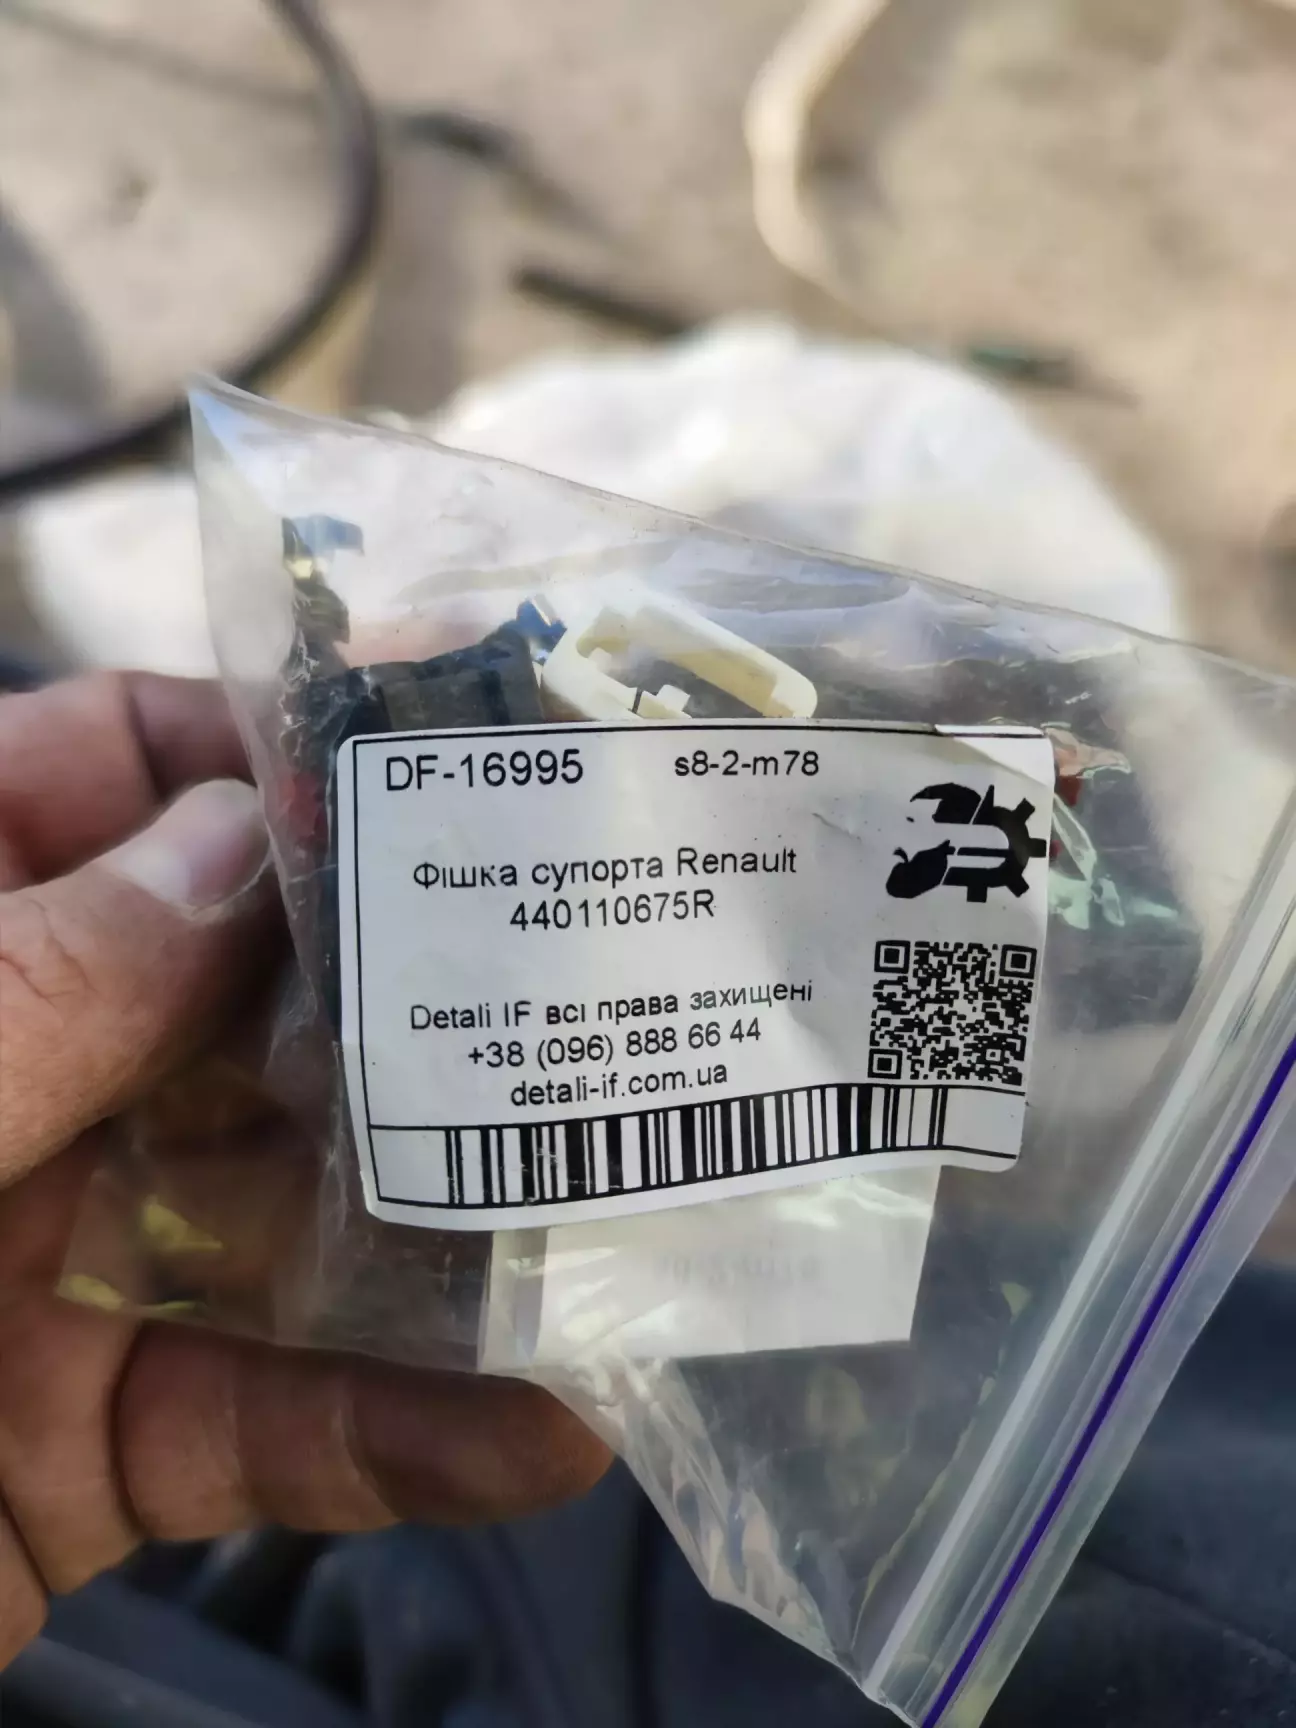 DF-16995 s8-2-m78
Фішка супорта Renault
440110675R
Detali IF всі права захищені
+38 (096) 888 66 44
detali-if.com.ua